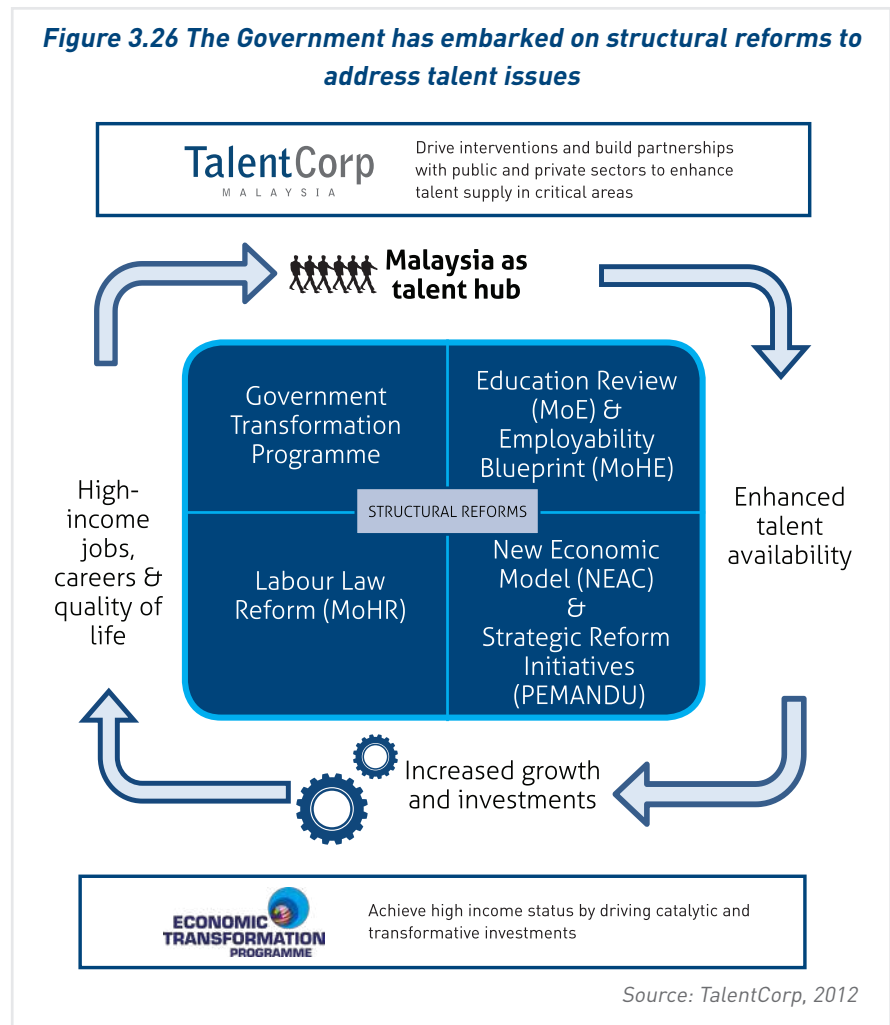 Figure 3.26 The Government has embarked on structural reforms to
address talent issues
TalentCorp
MALAYSIA
Drive interventions and build partnerships
with public and private sectors to enhance
talent supply in critical areas
Malaysia as
talent hub
Government
Transformation
Programme
Education Review
(MoE) &
Employability
Blueprint (MoHE)
STRUCTURAL REFORMS
Labour Law
Reform (MoHR)
New Economic
Model (NEAC)
&
Strategic Reform
Initiatives
(PEMANDU)
Enhanced
talent
availability
Increased growth
and investments
High-
income
jobs,
careers &
quality of
life
ECONOMIC
TRANSFORMATION
PROGRAMME
Achieve high income status by driving catalytic and
transformative investments
Source: TalentCorp, 2012